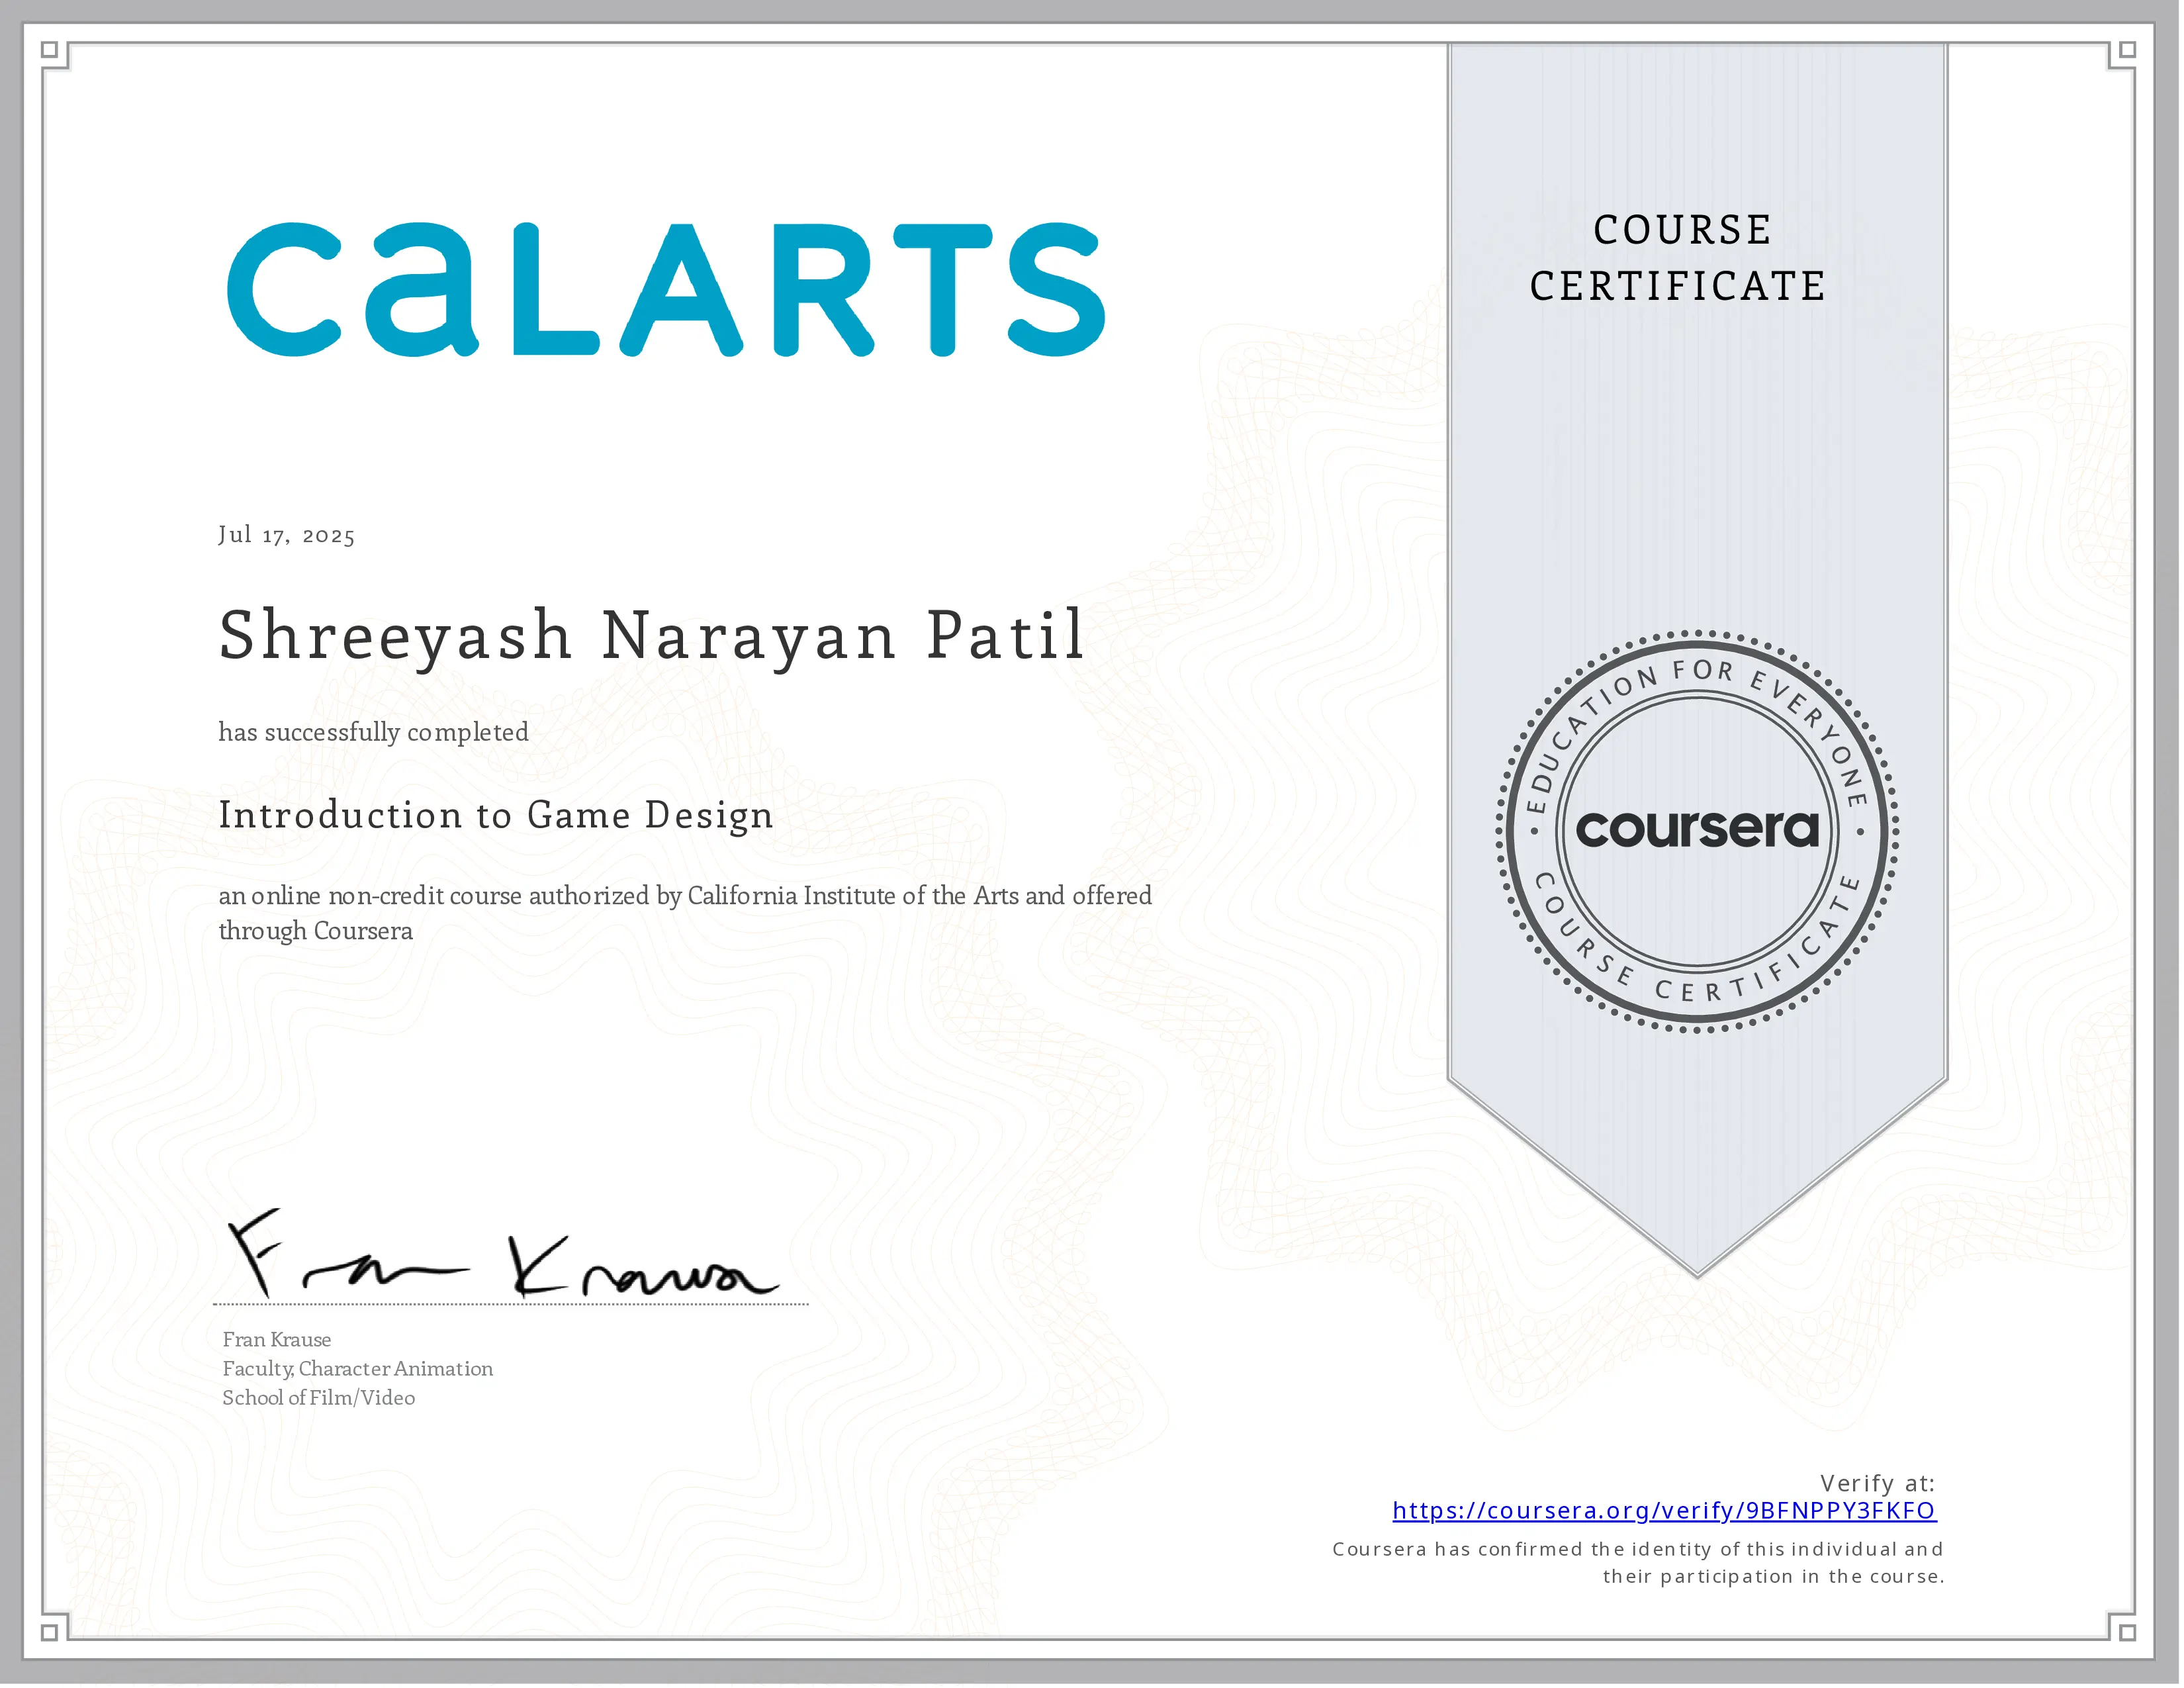 CaLARTS
COURSE
CERTIFICATE
Jul 17, 2025
Shreeyash Narayan Patil
has successfully completed
Introduction to Game Design
an online non-credit course authorized by California Institute of the Arts and offered
through Coursera
EDUCATION FOR EVERYONE
coursera
COURSE CERTIFICATE
Fran Krause
Fran Krause
Faculty, Character Animation
School of Film/Video
Verify at:
https://coursera.org/verify/9BFNPPY3FKFO
Coursera has confirmed the identity of this individual and
their participation in the course.